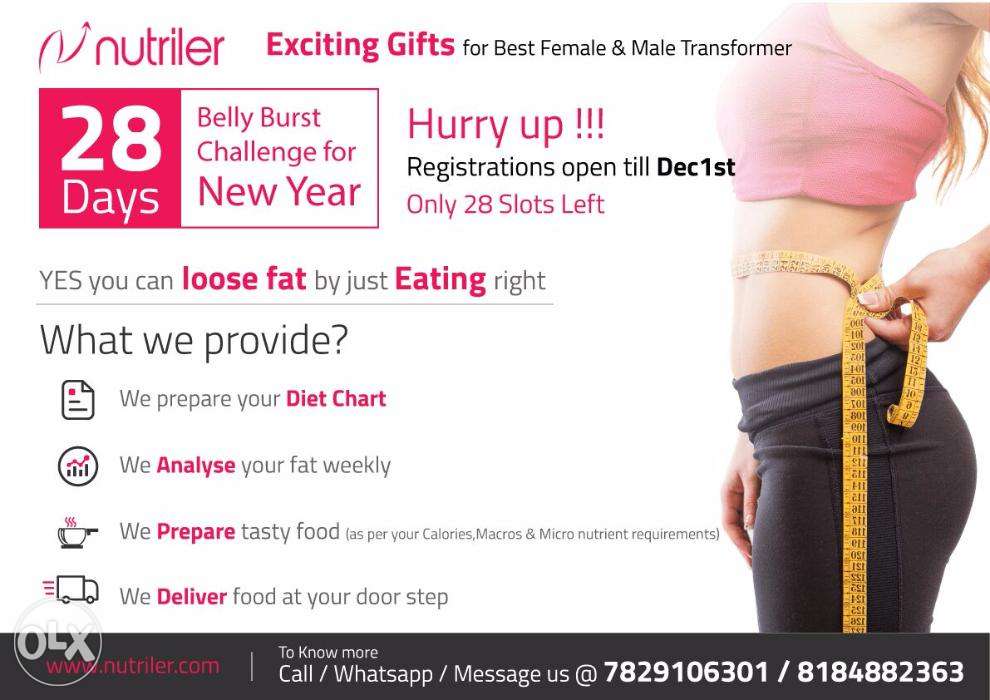 nutriler
Exciting Gifts for Best Female & Male Transformer
28
Days
Belly Burst
Challenge for
New Year
Hurry up !!!
Registrations open till Dec1st
Only 28 Slots Left
YES you can loose fat by just Eating right
What we provide?
We prepare your Diet Chart
We Analyse your fat weekly
We Prepare tasty food (as per your Calories,Macros & Micro nutrient requirements)
We Deliver food at your door step
OLX
www.nutriler.com
To Know more
Call / Whatsapp / Message us @ 7829106301 / 8184882363